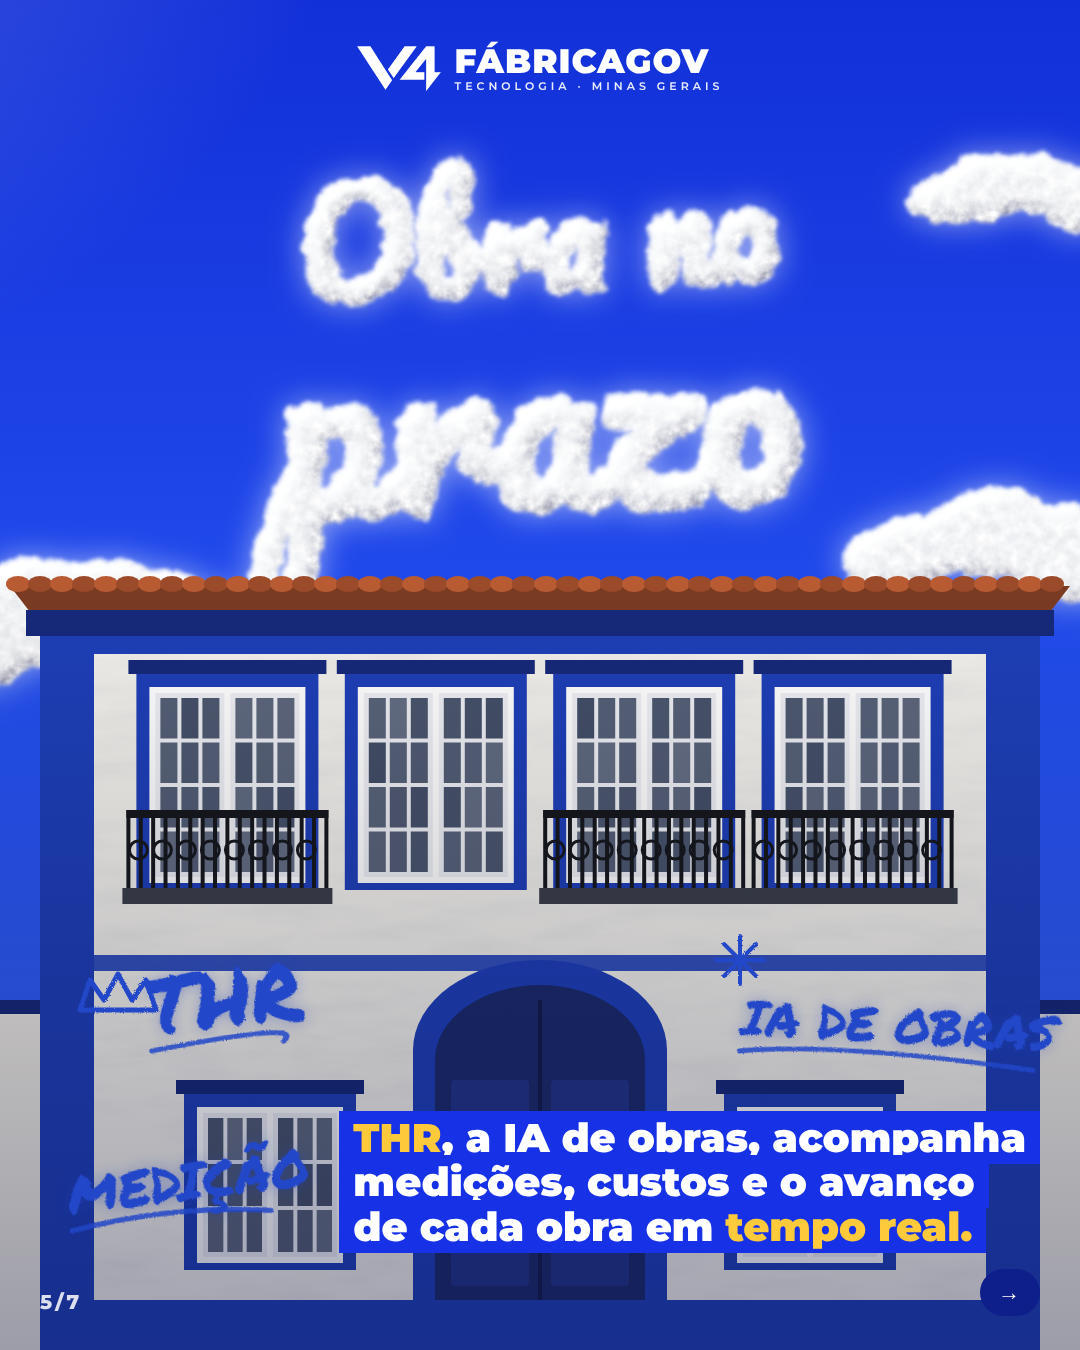 V4 FÁBRICAGOV
TECNOLOGIA · MINAS GERAIS
Obra no
prazo
THR
IA DE OBRAS
MEDIÇÃO
THR, a IA de obras, acompanha
medições, custos e o avanço
de cada obra em tempo real.
5/7
→